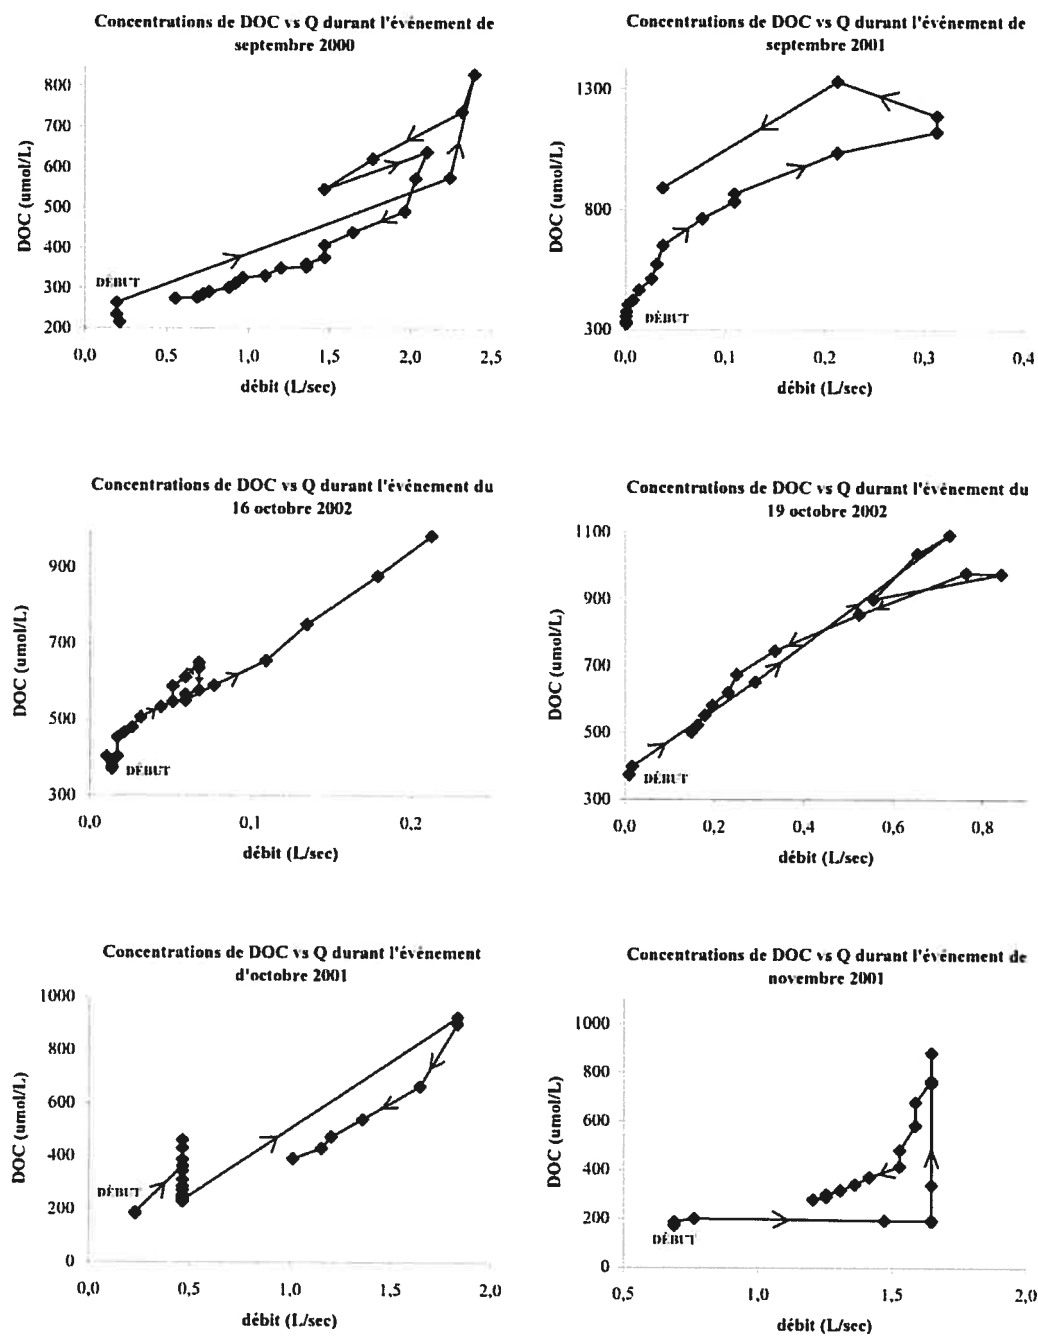 Concentrations de DOC vs Q durant l'événement de
septembre 2000
DOC (umol/L)
800
700
600
500
400
300
200
DÉBUT
0,0
0,5
1,0
1,5
2,0
2,5
débit (L/sec)
Concentrations de DOC vs Q durant l'événement de
septembre 2001
DOC (umol/L)
1300
800
300
DÉBUT
0,0
0,1
0,2
0,3
0,4
débit (L/sec)
Concentrations de DOC vs Q durant l'événement du
16 octobre 2002
DOC (umol/L)
900
700
500
300
DÉBUT
0,0
0,1
0,2
débit (L/sec)
Concentrations de DOC vs Q durant l'événement du
19 octobre 2002
DOC (umol/L)
1100
900
700
500
300
DÉBUT
0,0
0,2
0,4
0,6
0,8
débit (L/sec)
Concentrations de DOC vs Q durant l'événement
d'octobre 2001
DOC (umol/L)
1000
800
600
400
200
0
DÉBUT
0,0
0,5
1,0
1,5
2,0
débit (L/sec)
Concentrations de DOC vs Q durant l'événement de
novembre 2001
DOC (umol/L)
1000
800
600
400
200
0
DÉBUT
0,5
1,0
1,5
2,0
débit (L/sec)